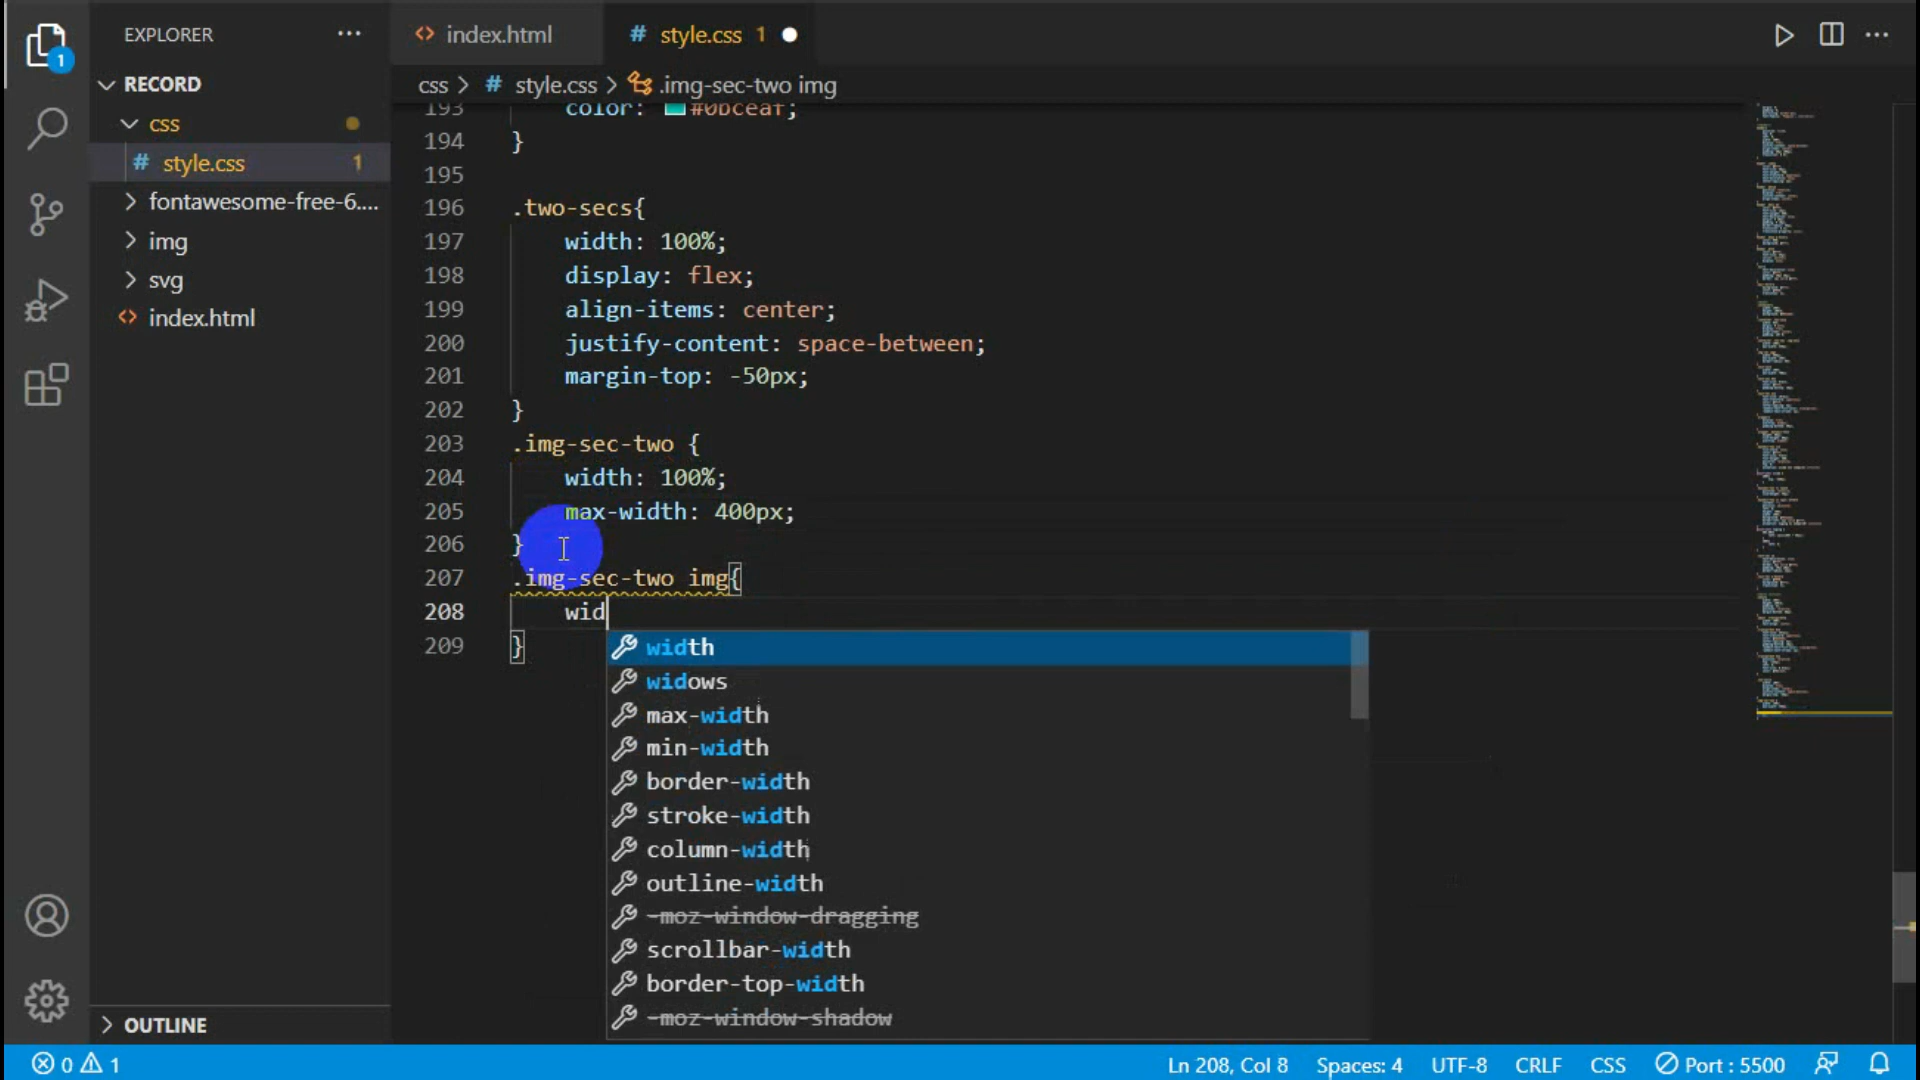 EXPLORER ...
index.html
# style.css 1
1
RECORD
css > # style.css > .img-sec-two img
css
# style.css 1
fontawesome-free-6....
img
svg
index.html
193 color: #0bceaf;
194 }
195
196 .two-secs{
197 width: 100%;
198 display: flex;
199 align-items: center;
200 justify-content: space-between;
201 margin-top: -50px;
202 }
203 .img-sec-two {
204 width: 100%;
205 max-width: 400px;
206 }
207 .img-sec-two img{
208 wid
209 }
width
widows
max-width
min-width
border-width
stroke-width
column-width
outline-width
-moz-window-dragging
scrollbar-width
border-top-width
-moz-window-shadow
OUTLINE
0 1
Ln 208, Col 8 Spaces: 4 UTF-8 CRLF CSS Port : 5500